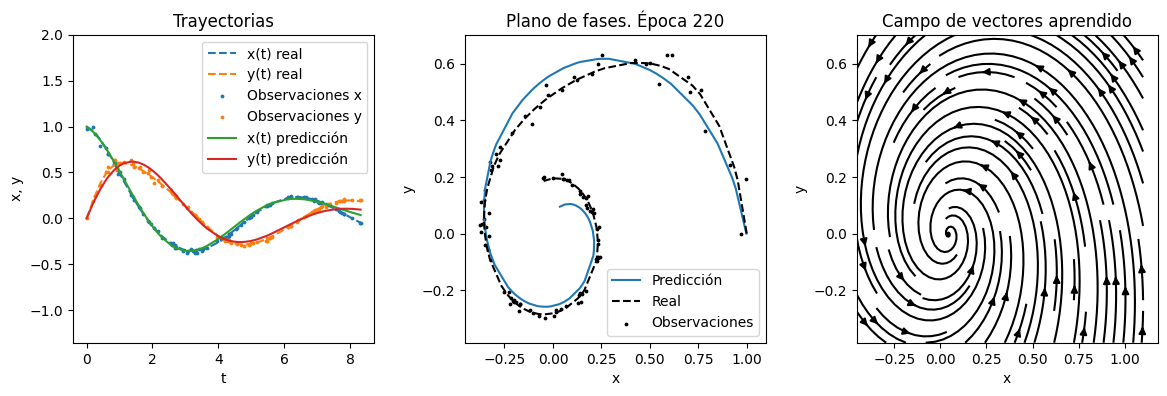 Trayectorias
2.0
1.5
1.0
0.5
0.0
−0.5
−1.0
x, y
0 2 4 6 8
t
x(t) real
y(t) real
Observaciones x
Observaciones y
x(t) predicción
y(t) predicción
Plano de fases. Época 220
0.6
0.4
0.2
0.0
−0.2
y
−0.25 0.00 0.25 0.50 0.75 1.00
x
Predicción
Real
Observaciones
Campo de vectores aprendido
0.6
0.4
0.2
0.0
−0.2
y
−0.25 0.00 0.25 0.50 0.75 1.00
x